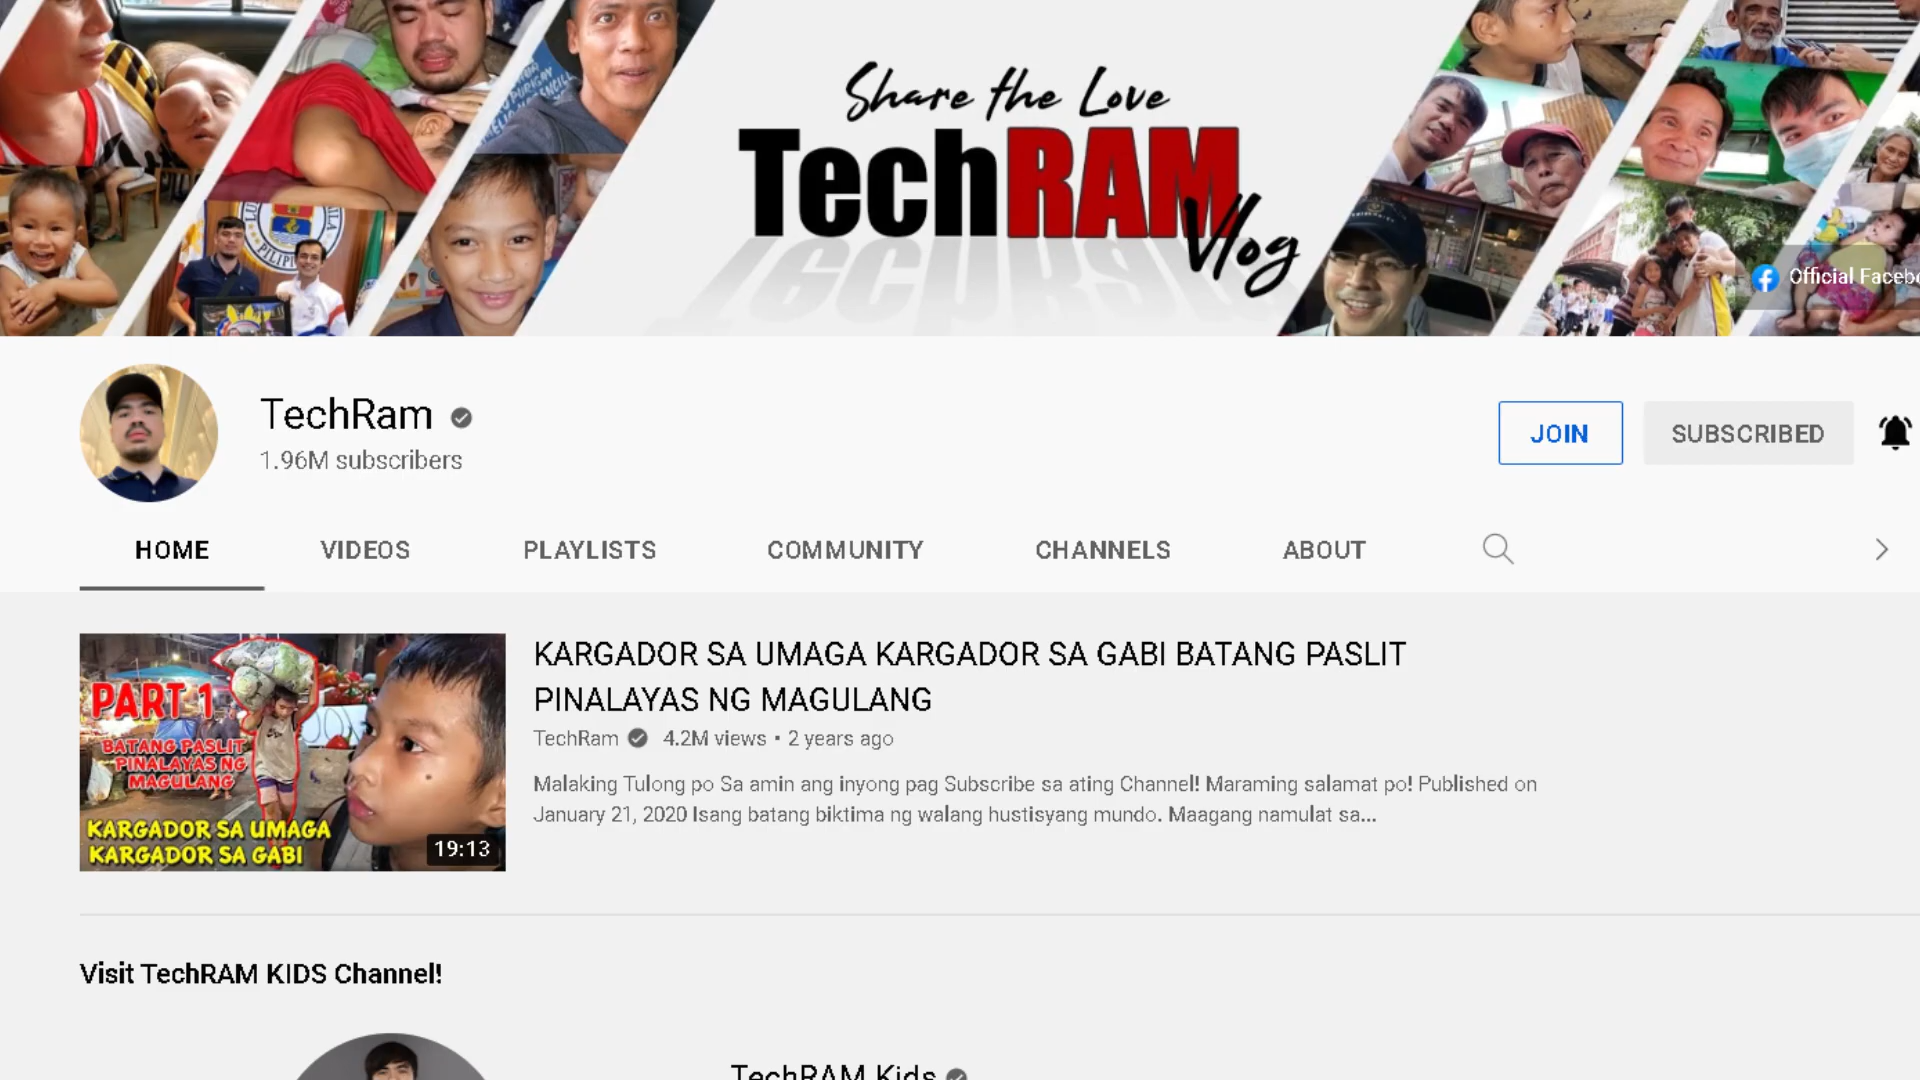 Share the Love
TechRAM
Vlog
Official Facebo
TechRam
1.96M subscribers
JOIN
SUBSCRIBED
HOME
VIDEOS
PLAYLISTS
COMMUNITY
CHANNELS
ABOUT
PART 1
BATANG PASLIT
PINALAYAS NG
MAGULANG
KARGADOR SA UMAGA
KARGADOR SA GABI
19:13
KARGADOR SA UMAGA KARGADOR SA GABI BATANG PASLIT
PINALAYAS NG MAGULANG
TechRam 4.2M views • 2 years ago
Malaking Tulong po Sa amin ang inyong pag Subscribe sa ating Channel! Maraming salamat po! Published on
January 21, 2020 Isang batang biktima ng walang hustisyang mundo. Maagang namulat sa...
Visit TechRAM KIDS Channel!
TechRAM Kids